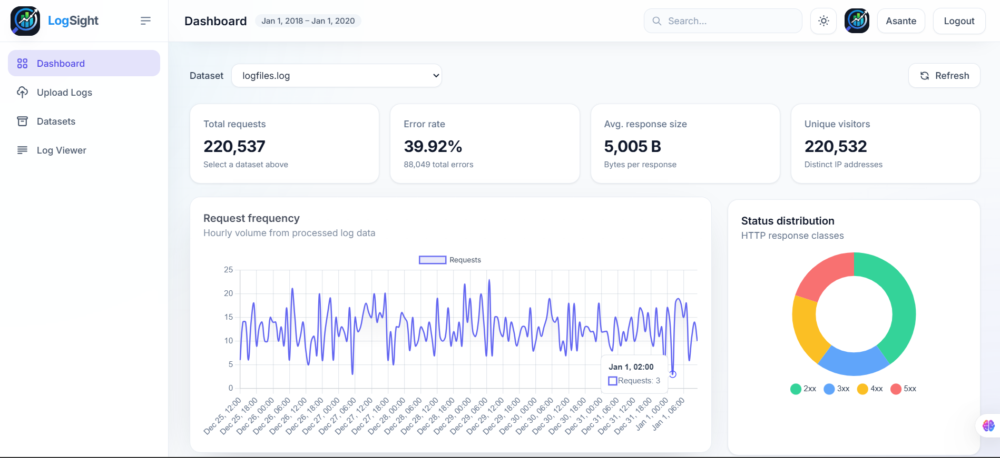 LogSight
Dashboard
Jan 1, 2018 – Jan 1, 2020
Search...
Asante
Logout
Dashboard
Upload Logs
Datasets
Log Viewer
Dataset
logfiles.log
Refresh
Total requests
220,537
Select a dataset above
Error rate
39.92%
88,049 total errors
Avg. response size
5,005 B
Bytes per response
Unique visitors
220,532
Distinct IP addresses
Request frequency
Hourly volume from processed log data
Requests
25
20
15
10
5
0
Jan 1, 02:00
Requests: 3
Dec 25, 12:00
Dec 25, 18:00
Dec 26, 00:00
Dec 26, 06:00
Dec 26, 12:00
Dec 26, 18:00
Dec 27, 00:00
Dec 27, 06:00
Dec 27, 12:00
Dec 27, 18:00
Dec 28, 00:00
Dec 28, 06:00
Dec 28, 12:00
Dec 28, 18:00
Dec 29, 00:00
Dec 29, 06:00
Dec 29, 12:00
Dec 29, 18:00
Dec 30, 00:00
Dec 30, 06:00
Dec 30, 12:00
Dec 30, 18:00
Dec 31, 00:00
Dec 31, 06:00
Dec 31, 12:00
Dec 31, 18:00
Jan 1, 00:00
Jan 1, 06:00
Status distribution
HTTP response classes
2xx
3xx
4xx
5xx